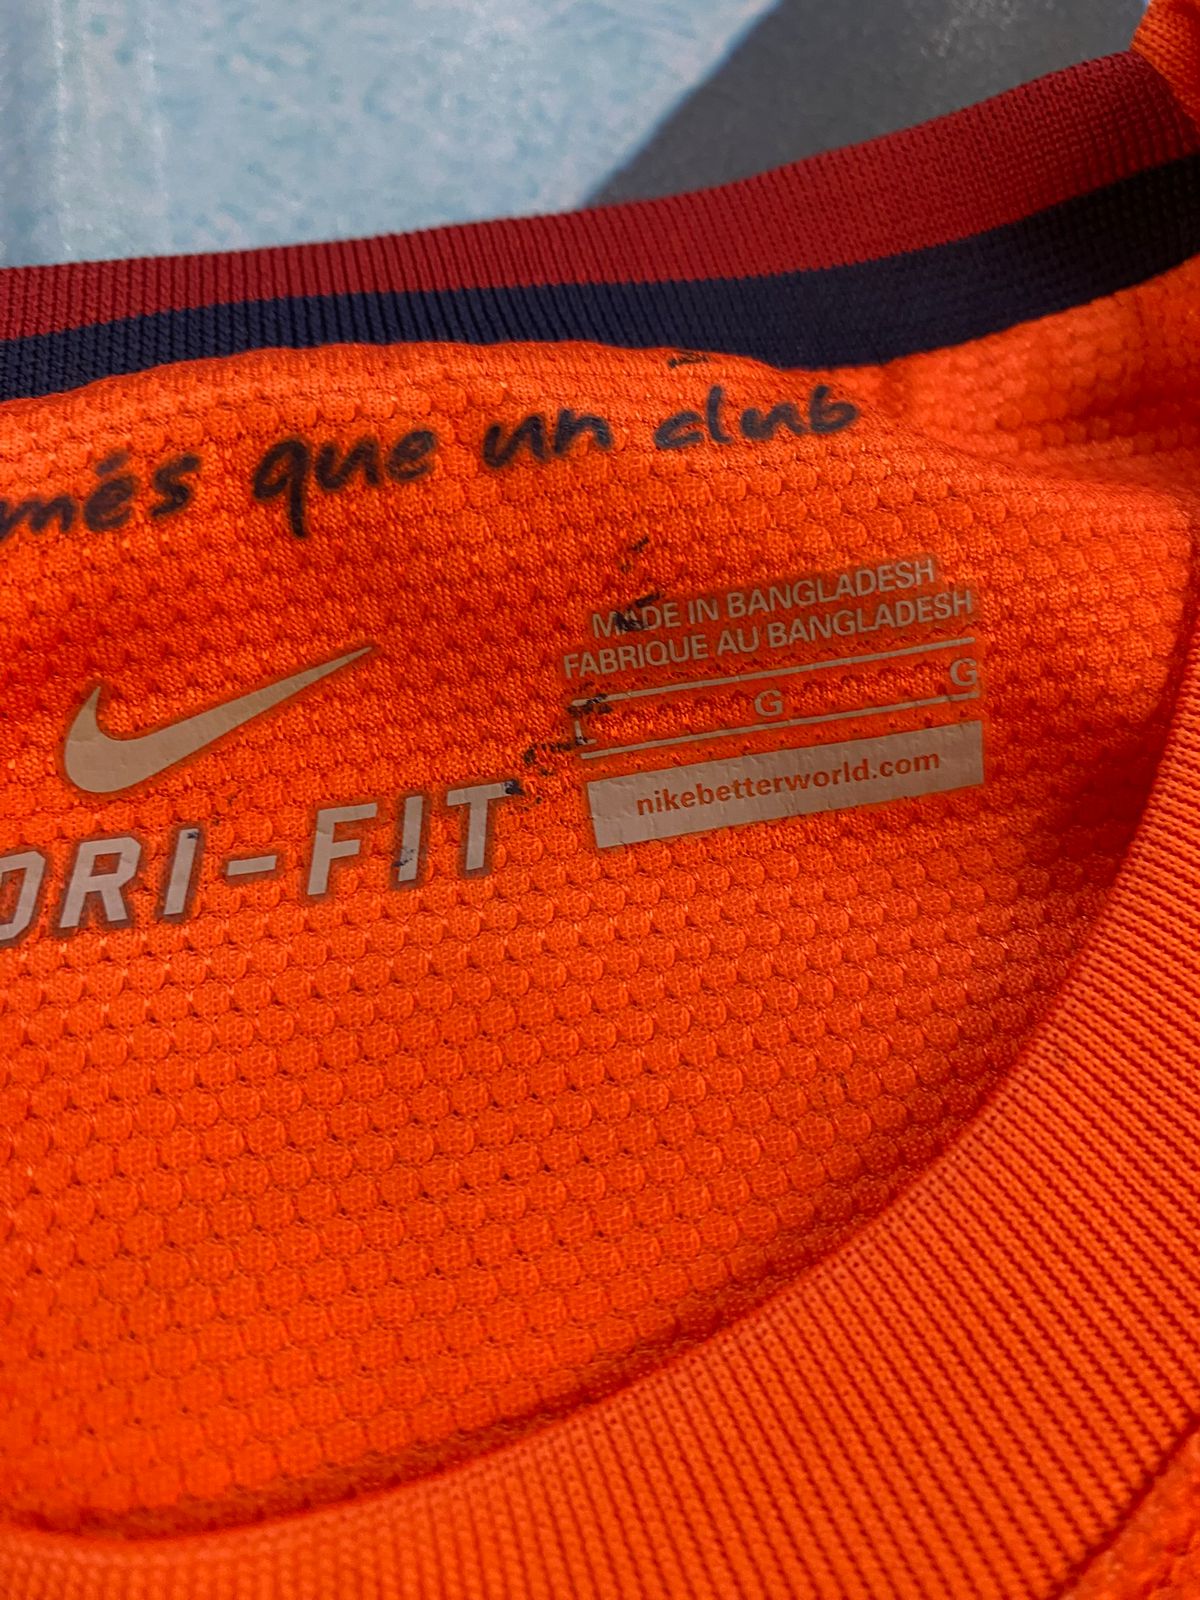 més que un club
MADE IN BANGLADESH
FABRIQUE AU BANGLADESH
L G G
nikebetterworld.com
DRI-FIT